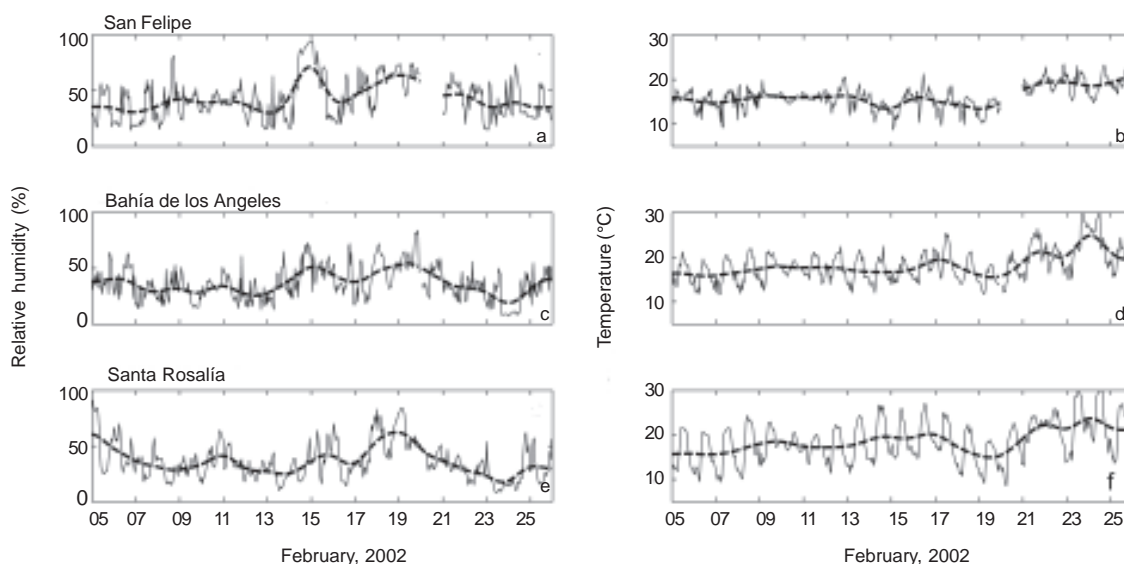 San Felipe
100
50
0
a
30
20
10
b
Bahía de los Angeles
100
50
0
c
30
20
10
d
Santa Rosalía
100
50
0
e
30
20
10
f
Relative humidity (%)
Temperature (°C)
05 07 09 11 13 15 17 19 21 23 25
05 07 09 11 13 15 17 19 21 23 25
February, 2002
February, 2002